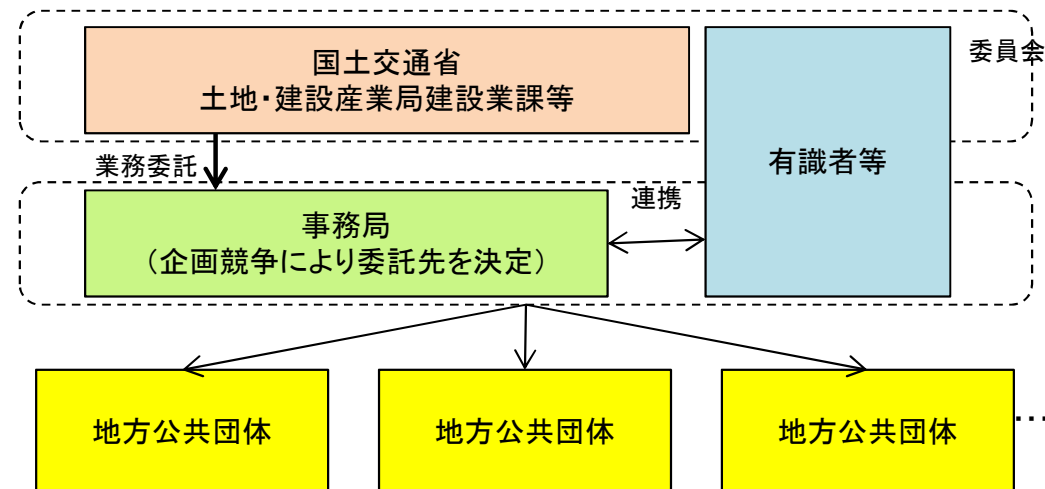 国土交通省
土地・建設産業局建設業課等
委員会
有識者等
業務委託
連携
事務局
（企画競争により委託先を決定）
地方公共団体
地方公共団体
地方公共団体
…